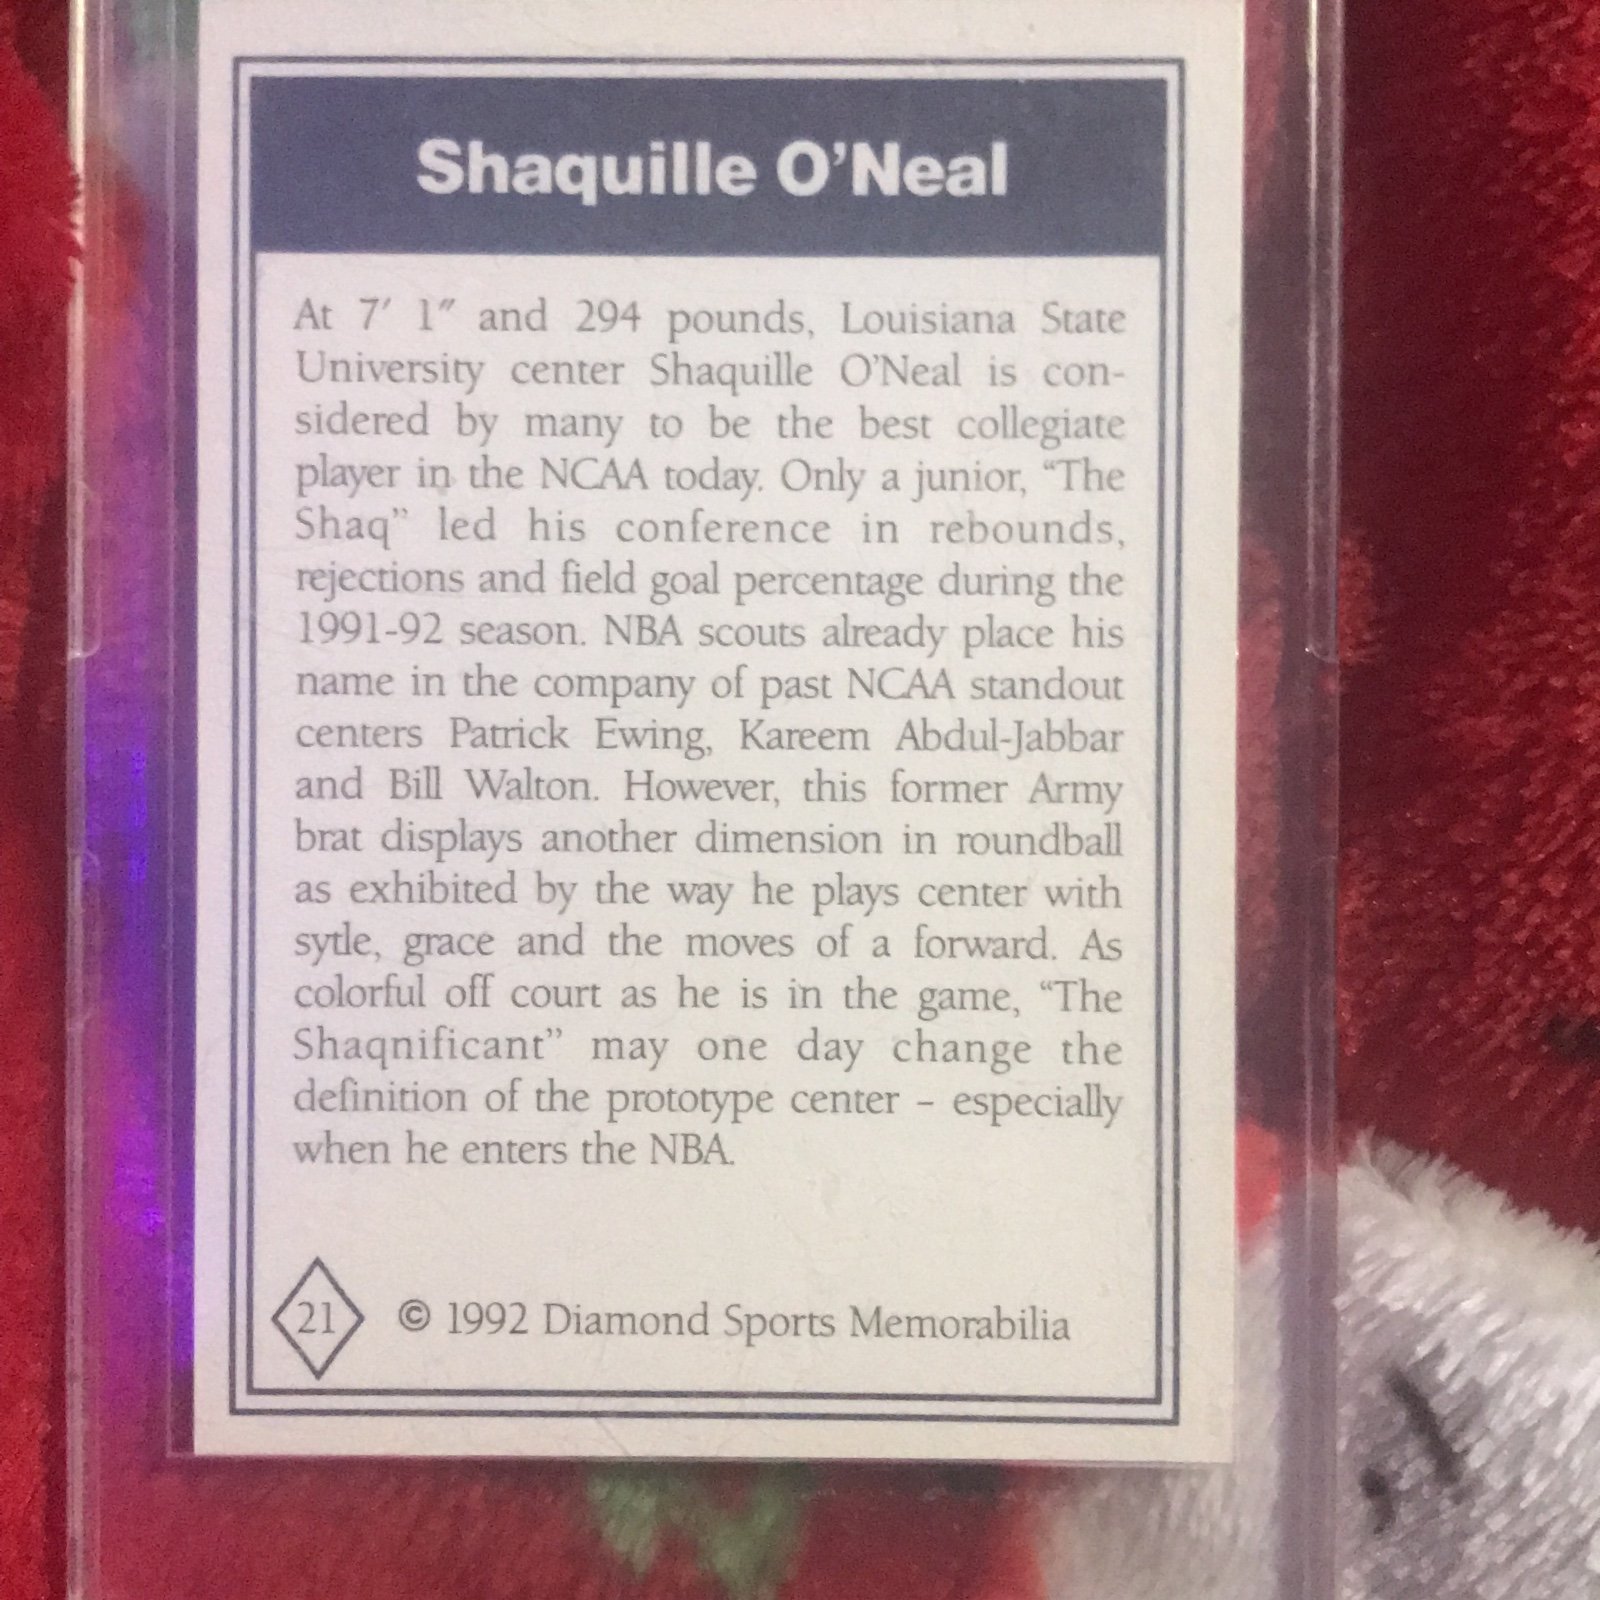 Shaquille O'Neal
At 7' 1" and 294 pounds, Louisiana State
University center Shaquille O'Neal is con-
sidered by many to be the best collegiate
player in the NCAA today. Only a junior, “The
Shaq” led his conference in rebounds,
rejections and field goal percentage during the
1991-92 season. NBA scouts already place his
name in the company of past NCAA standout
centers Patrick Ewing, Kareem Abdul-Jabbar
and Bill Walton. However, this former Army
brat displays another dimension in roundball
as exhibited by the way he plays center with
sytle, grace and the moves of a forward. As
colorful off court as he is in the game, “The
Shaqnificant” may one day change the
definition of the prototype center – especially
when he enters the NBA.
21 © 1992 Diamond Sports Memorabilia